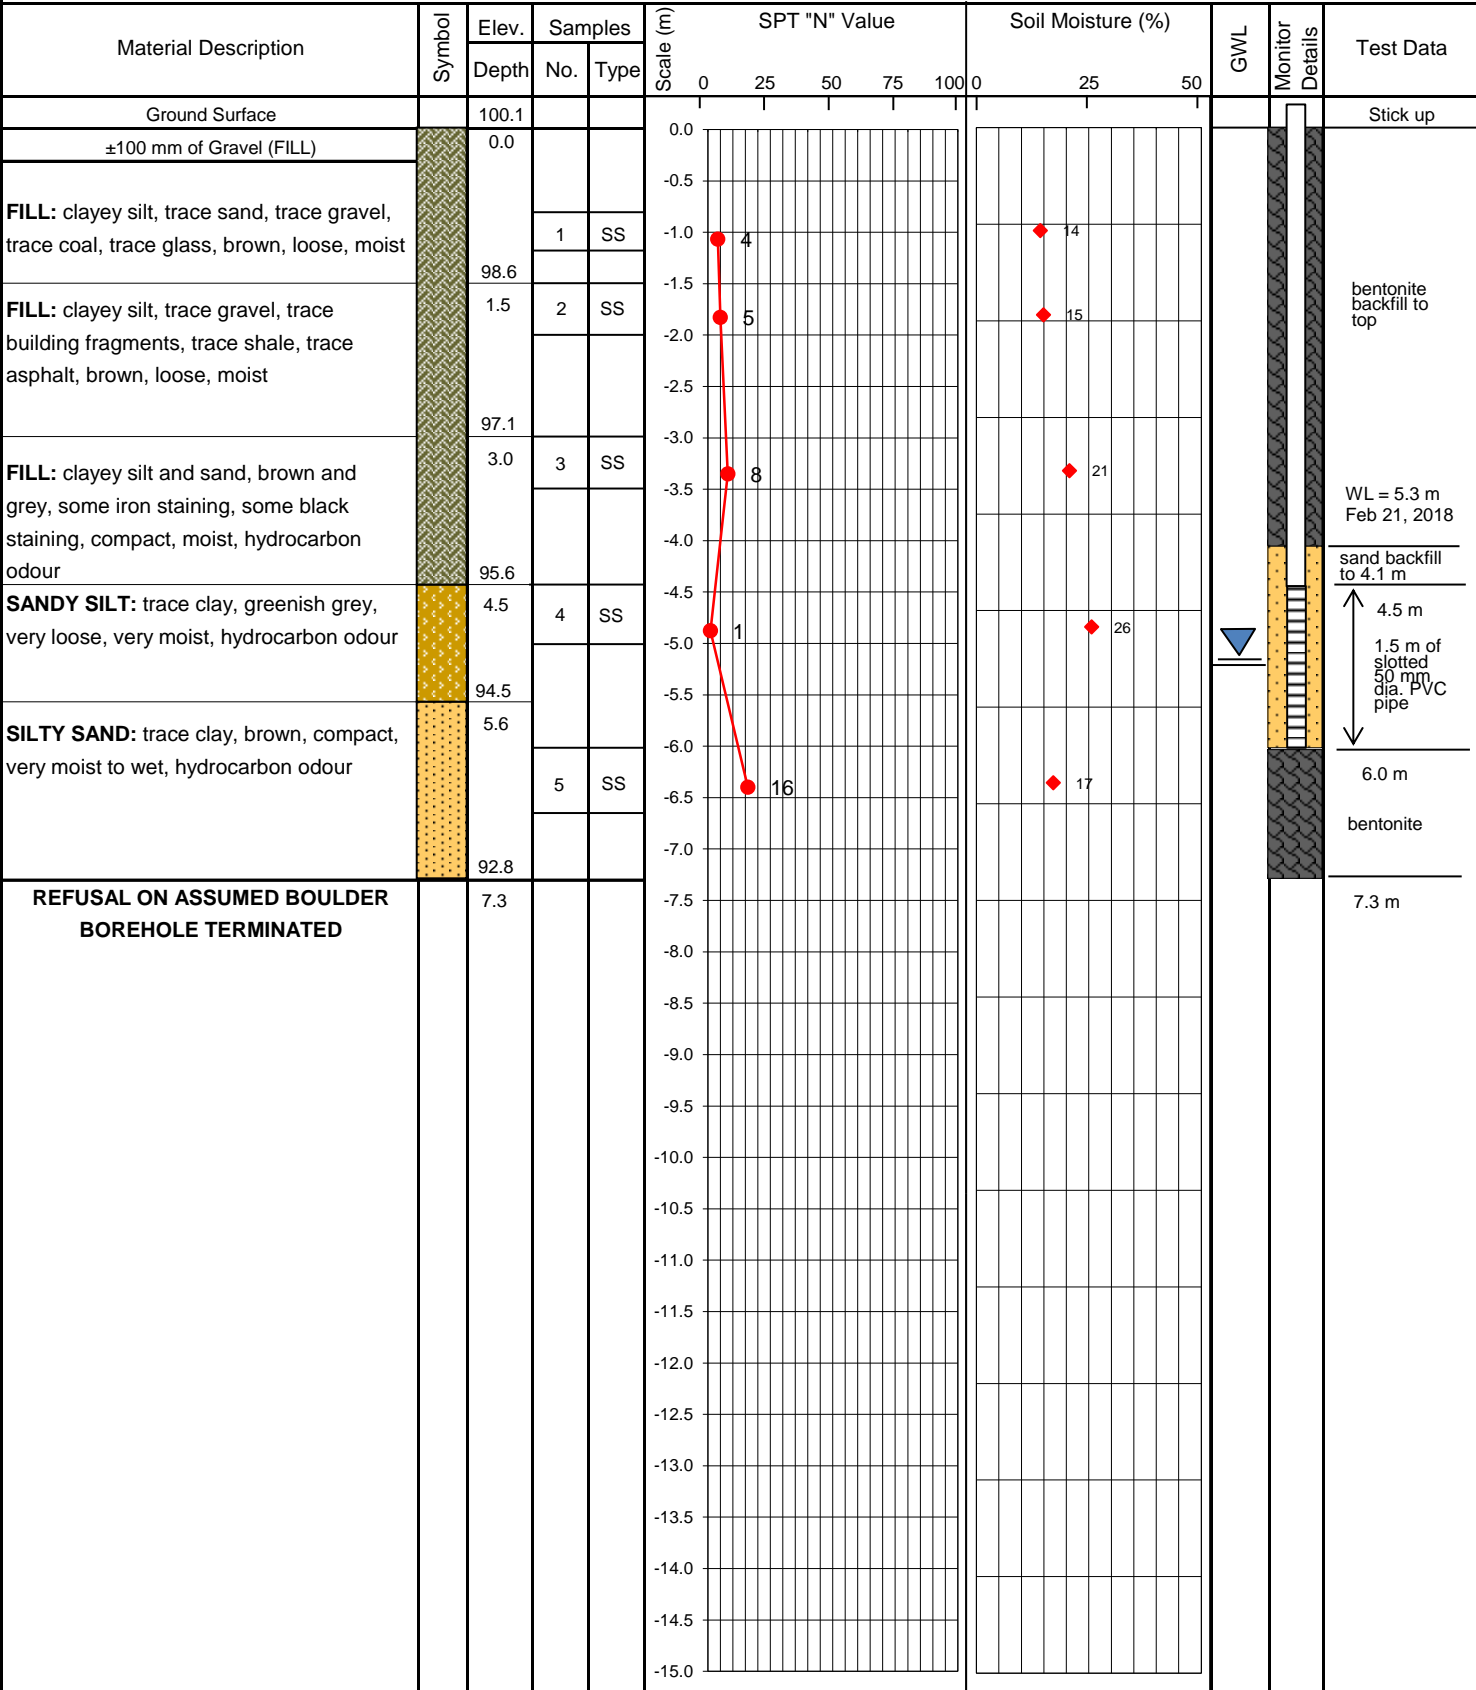 Material Description
Symbol
Elev.
Depth
Samples
No. Type
Scale (m)
SPT "N" Value
0 25 50 75 100
Soil Moisture (%)
0 25 50
GWL
Monitor
Details
Test Data
Ground Surface
100.1
Stick up
±100 mm of Gravel (FILL)
0.0
FILL: clayey silt, trace sand, trace gravel,
trace coal, trace glass, brown, loose, moist
98.6
1 SS
FILL: clayey silt, trace gravel, trace
building fragments, trace shale, trace
asphalt, brown, loose, moist
1.5
97.1
2 SS
FILL: clayey silt and sand, brown and
grey, some iron staining, some black
staining, compact, moist, hydrocarbon
odour
3.0
95.6
3 SS
SANDY SILT: trace clay, greenish grey,
very loose, very moist, hydrocarbon odour
4.5
94.5
4 SS
SILTY SAND: trace clay, brown, compact,
very moist to wet, hydrocarbon odour
5.6
92.8
5 SS
REFUSAL ON ASSUMED BOULDER
BOREHOLE TERMINATED
7.3
0.0
-0.5
-1.0
-1.5
-2.0
-2.5
-3.0
-3.5
-4.0
-4.5
-5.0
-5.5
-6.0
-6.5
-7.0
-7.5
-8.0
-8.5
-9.0
-9.5
-10.0
-10.5
-11.0
-11.5
-12.0
-12.5
-13.0
-13.5
-14.0
-14.5
-15.0
4
5
8
1
16
14
15
21
26
17
bentonite
backfill to
top
WL = 5.3 m
Feb 21, 2018
sand backfill
to 4.1 m
4.5 m
1.5 m of
slotted
50 mm
dia. PVC
pipe
6.0 m
bentonite
7.3 m